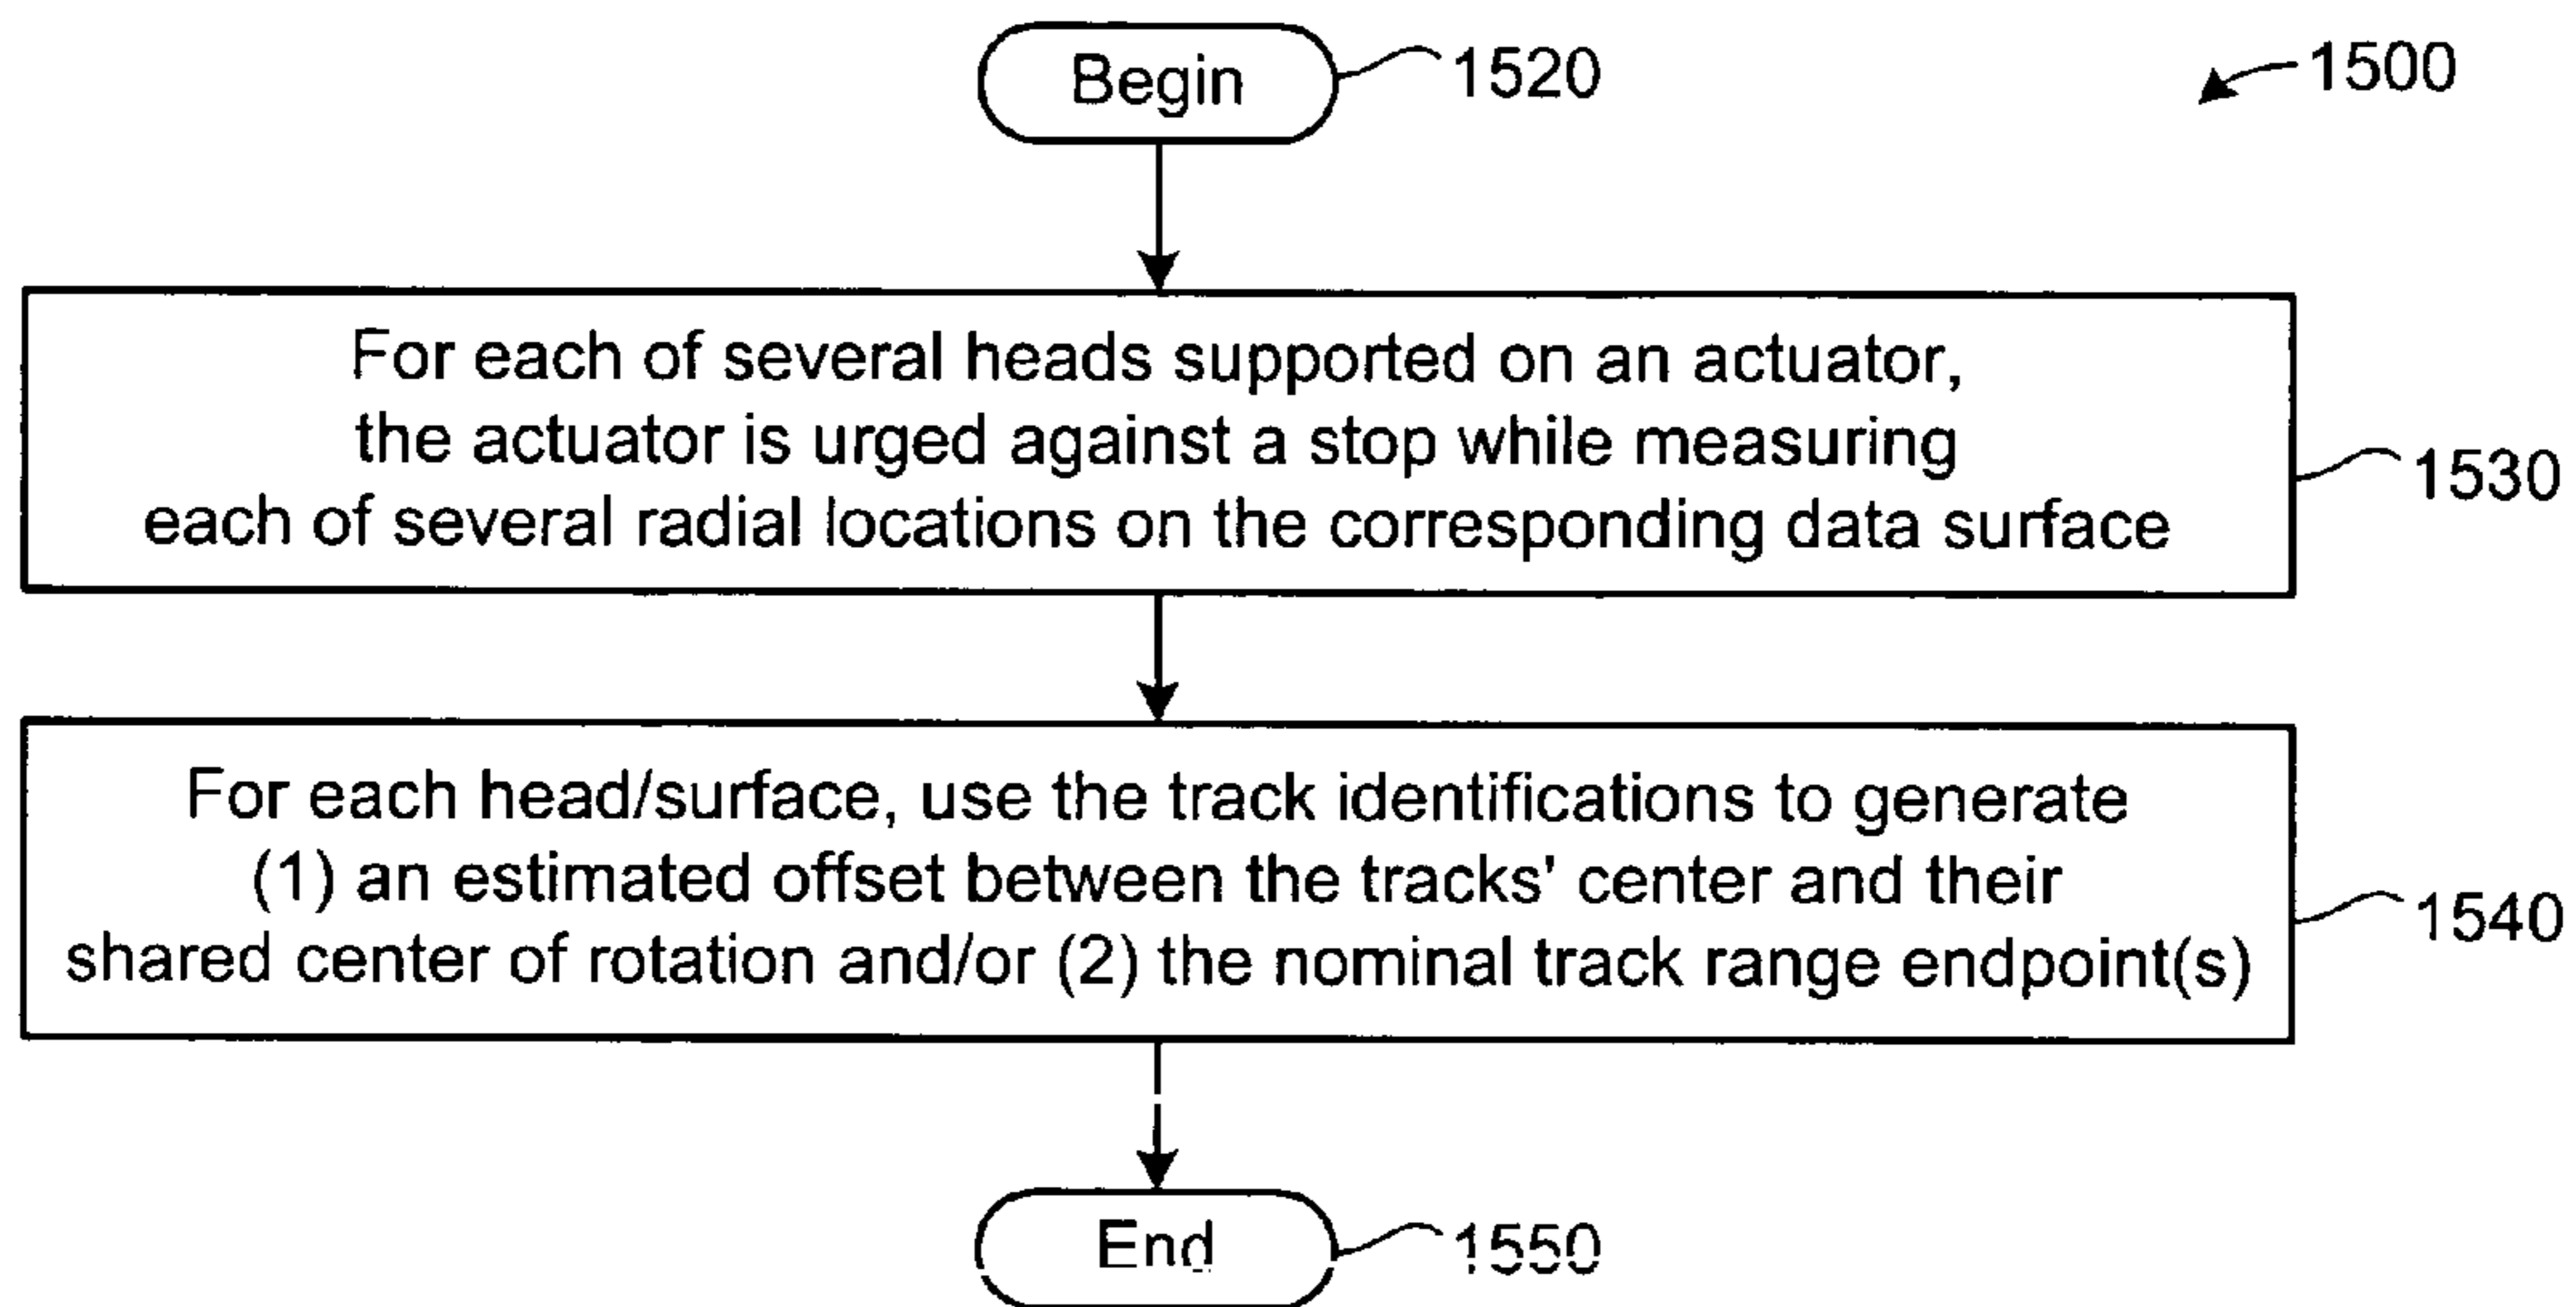 Begin
1520
1500
For each of several heads supported on an actuator,
the actuator is urged against a stop while measuring
each of several radial locations on the corresponding data surface
1530
For each head/surface, use the track identifications to generate
(1) an estimated offset between the tracks' center and their
shared center of rotation and/or (2) the nominal track range endpoint(s)
1540
End
1550